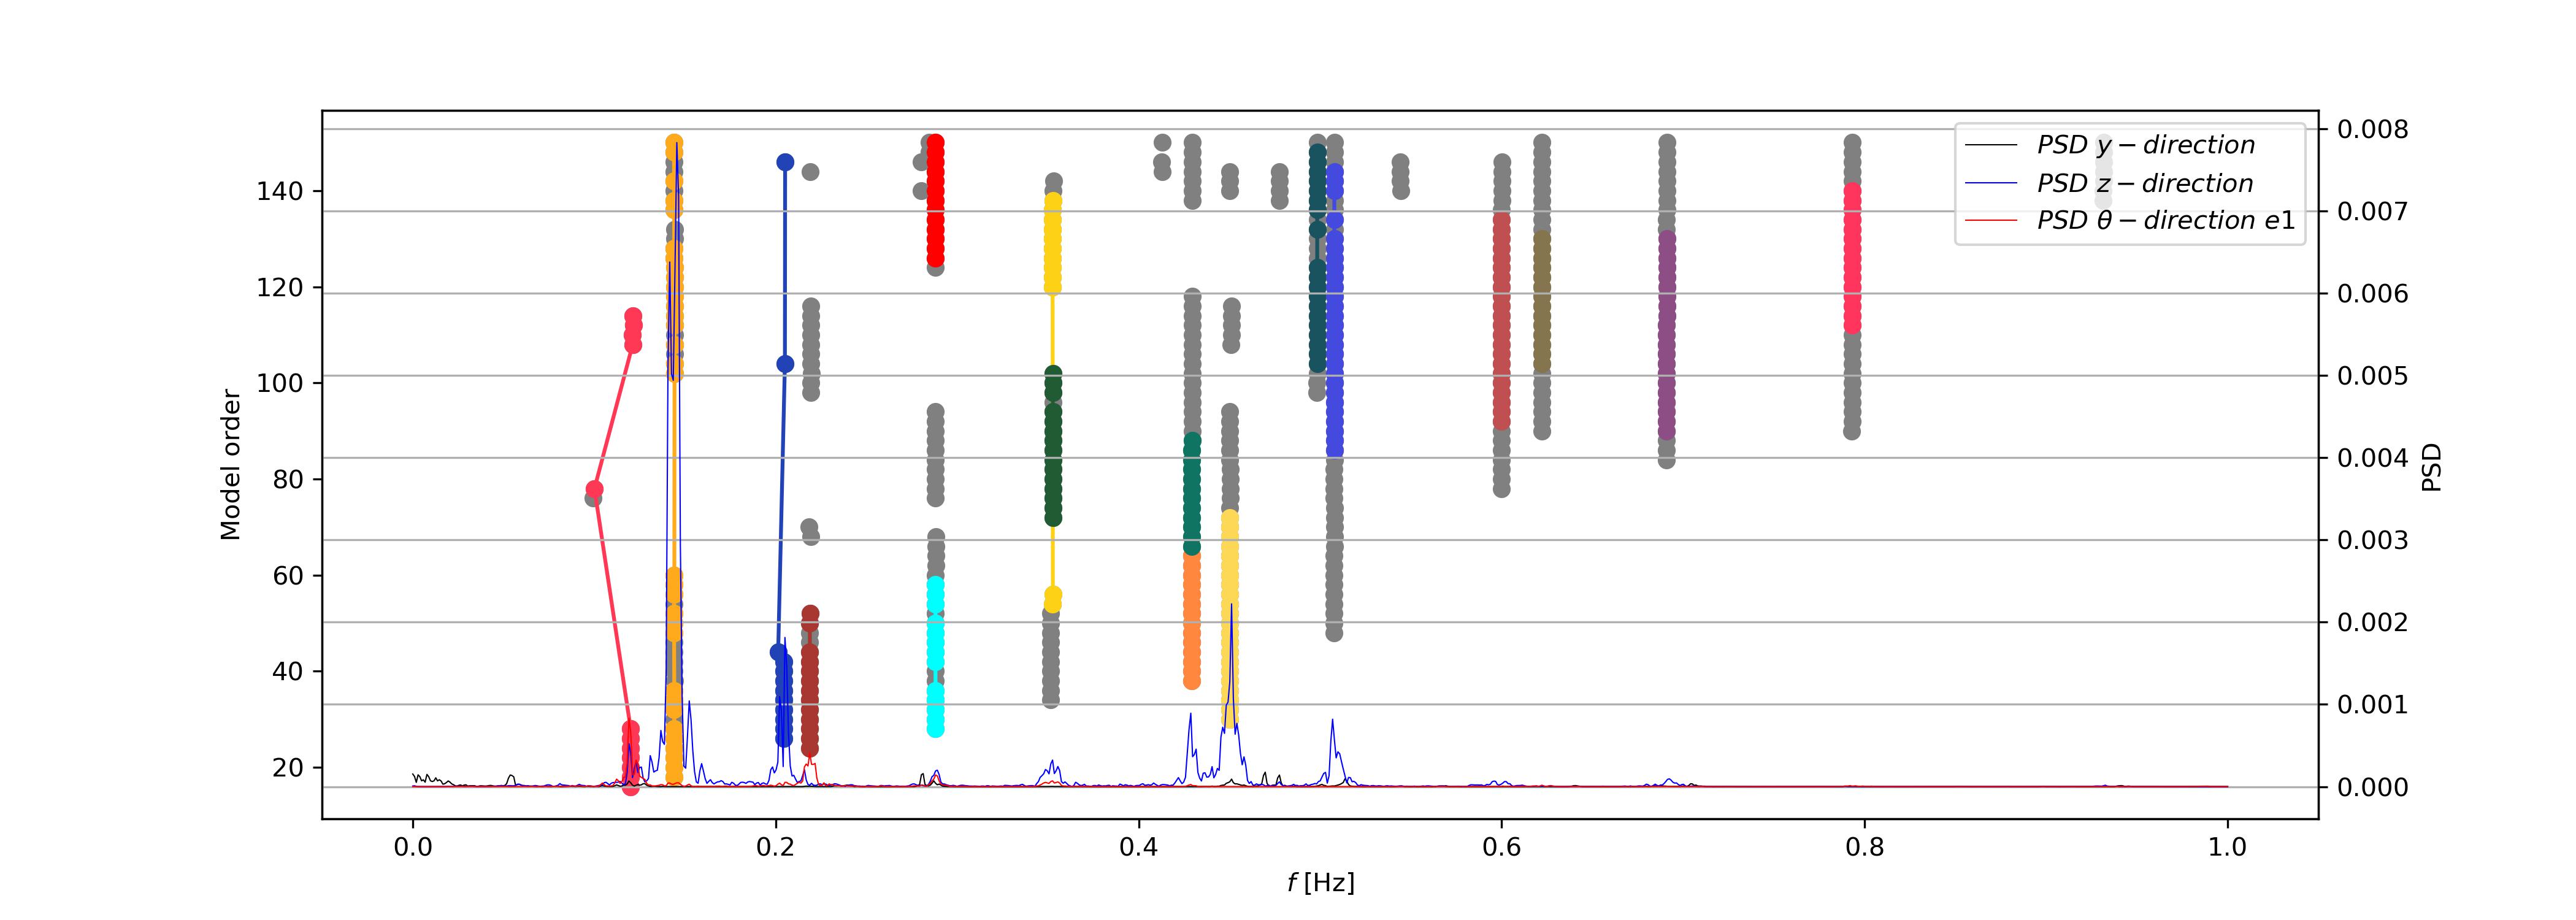 PSD y − direction
PSD z − direction
PSD θ − direction e1
Model order
140
120
100
80
60
40
20
0.008
0.007
0.006
0.005
0.004
0.003
0.002
0.001
0.000
PSD
0.0 0.2 0.4 0.6 0.8 1.0
f [Hz]